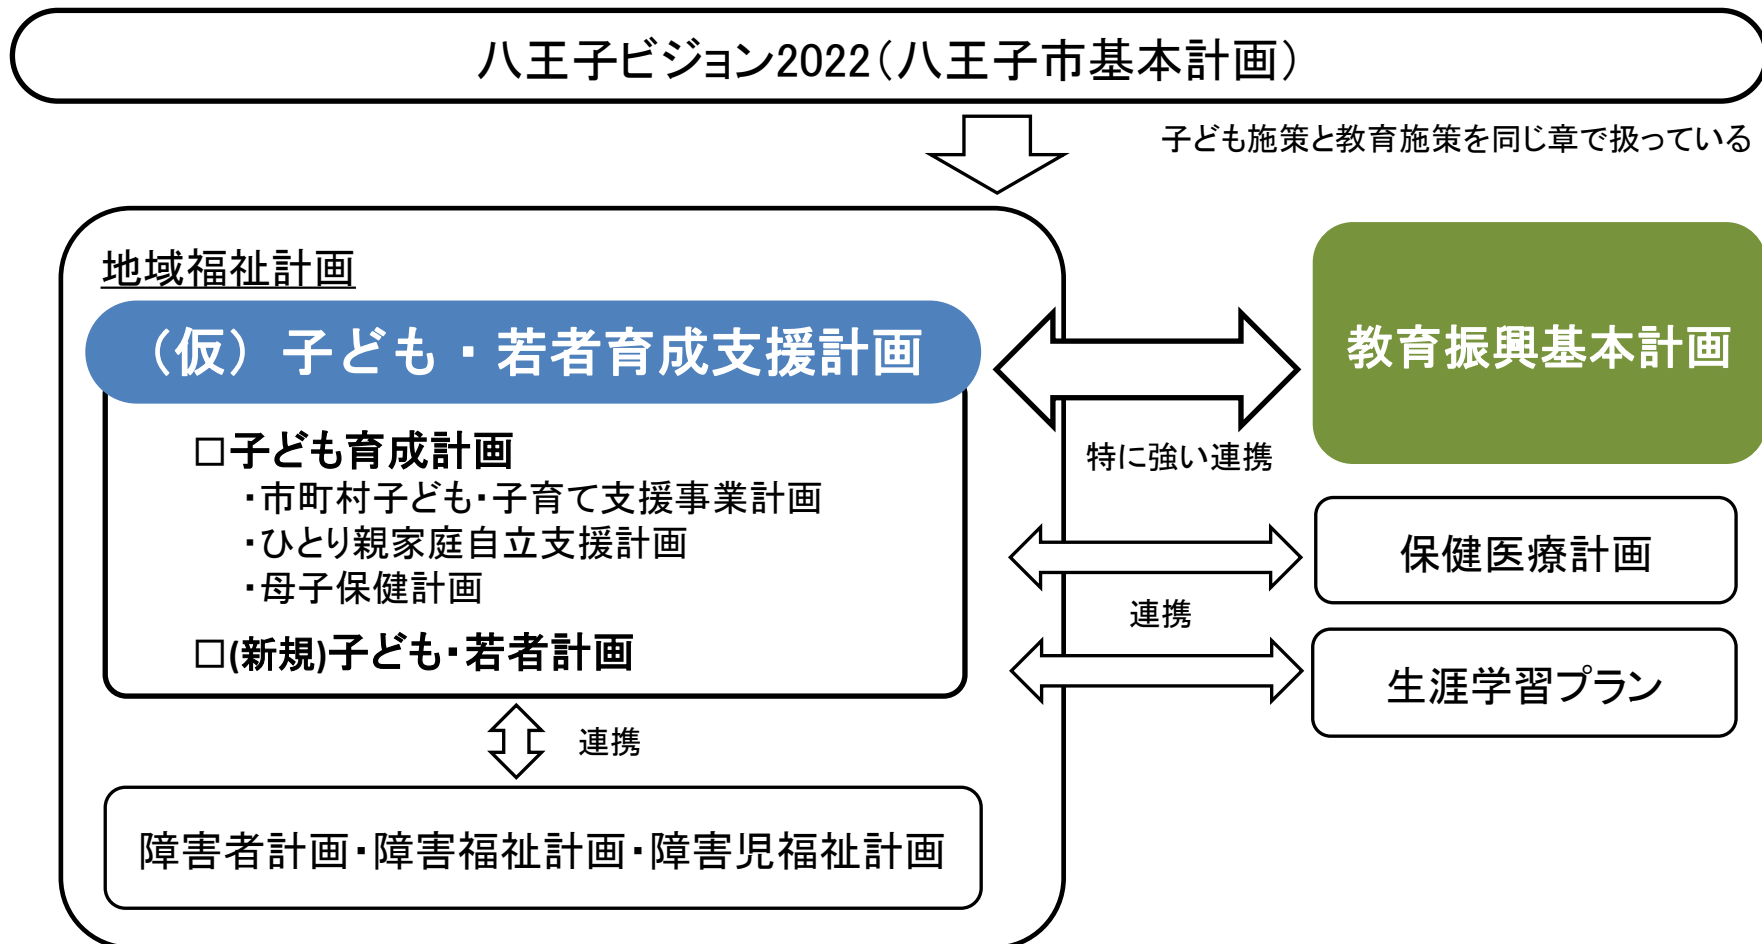 八王子ビジョン2022(八王子市基本計画)
子ども施策と教育施策を同じ章で扱っている
地域福祉計画
（仮）子ども・若者育成支援計画
□子ども育成計画
・市町村子ども・子育て支援事業計画
・ひとり親家庭自立支援計画
・母子保健計画
□(新規)子ども・若者計画
連携
障害者計画・障害福祉計画・障害児福祉計画
教育振興基本計画
特に強い連携
保健医療計画
連携
生涯学習プラン